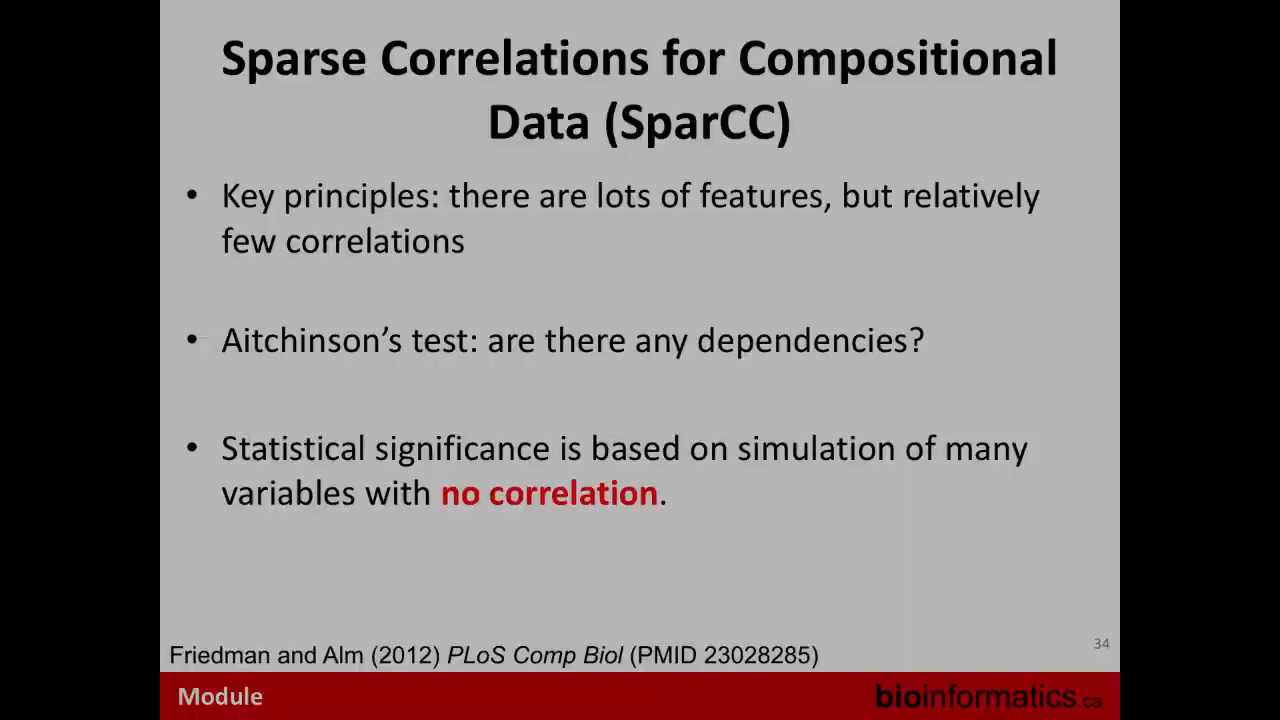 Sparse Correlations for Compositional
Data (SparCC)
• Key principles: there are lots of features, but relatively
few correlations
• Aitchinson’s test: are there any dependencies?
• Statistical significance is based on simulation of many
variables with no correlation.
34
Friedman and Alm (2012) PLoS Comp Biol (PMID 23028285)
Module
bioinformatics.ca